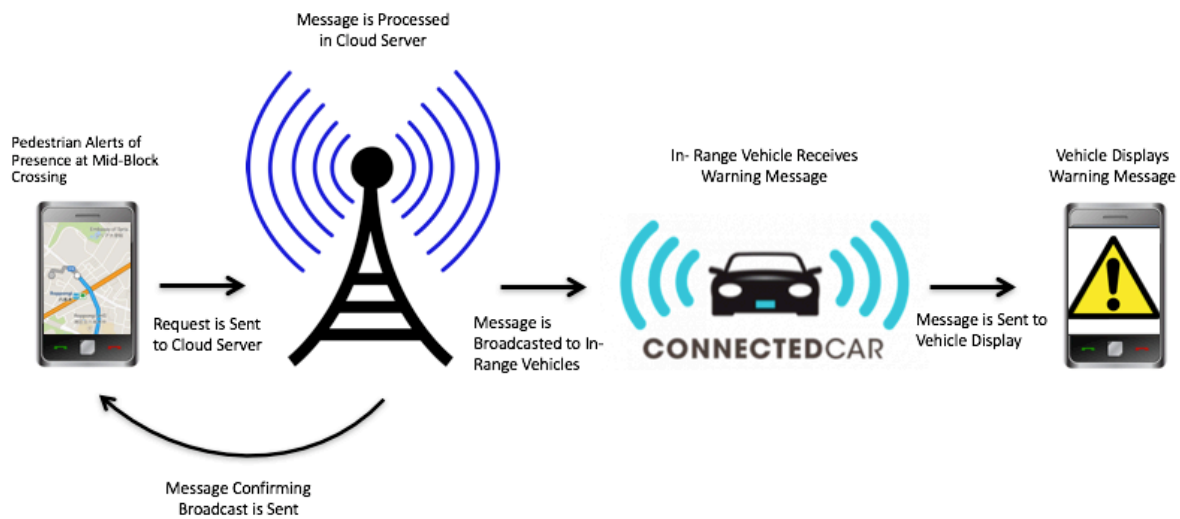 Message is Processed
in Cloud Server
Pedestrian Alerts of
Presence at Mid-Block
Crossing
In- Range Vehicle Receives
Warning Message
Vehicle Displays
Warning Message
Request is Sent
to Cloud Server
Message is
Broadcasted to In-
Range Vehicles
CONNECTEDCAR
Message is Sent to
Vehicle Display
Message Confirming
Broadcast is Sent